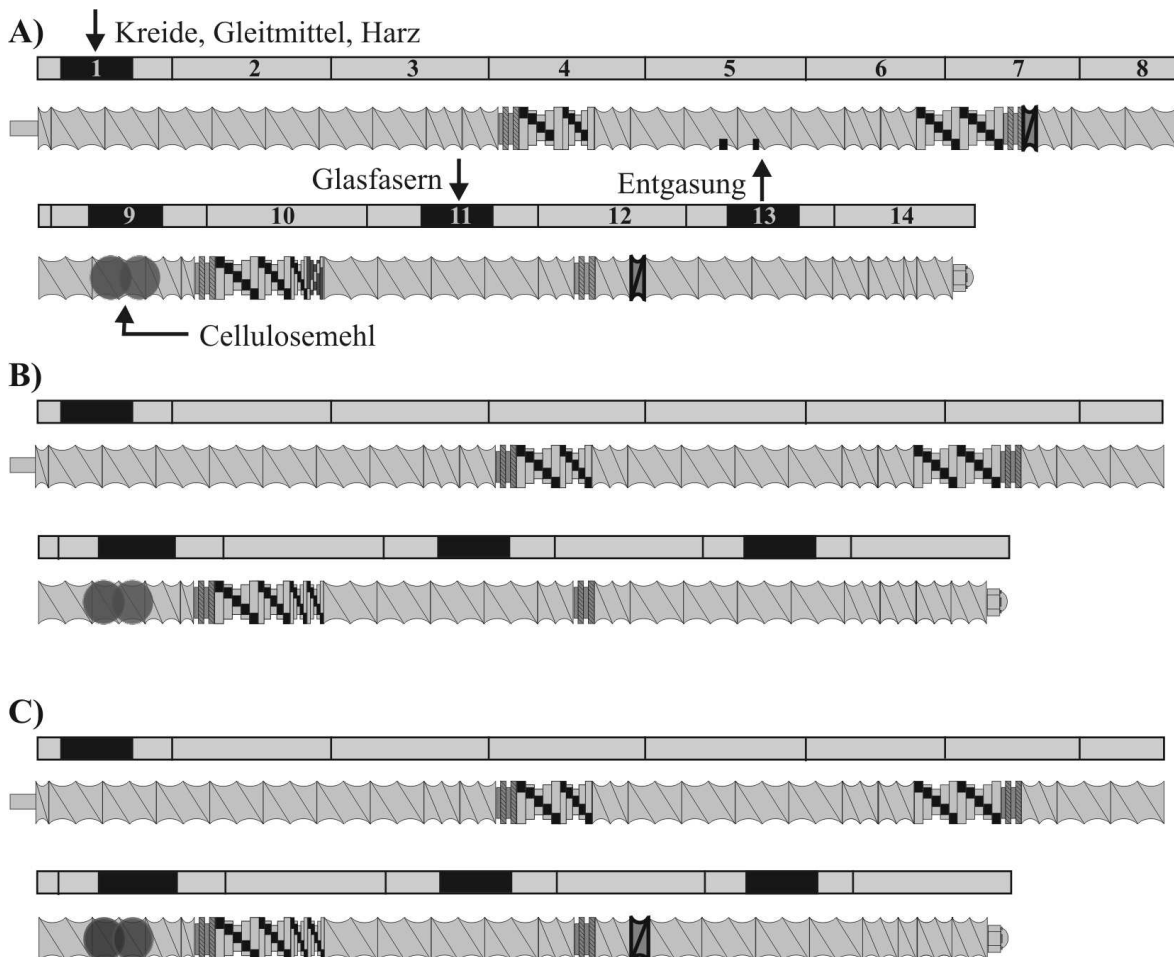 A)
Kreide, Gleitmittel, Harz
1 2 3 4 5 6 7 8
Glasfasern
Entgasung
9 10 11 12 13 14
Cellulosemehl
B)
C)